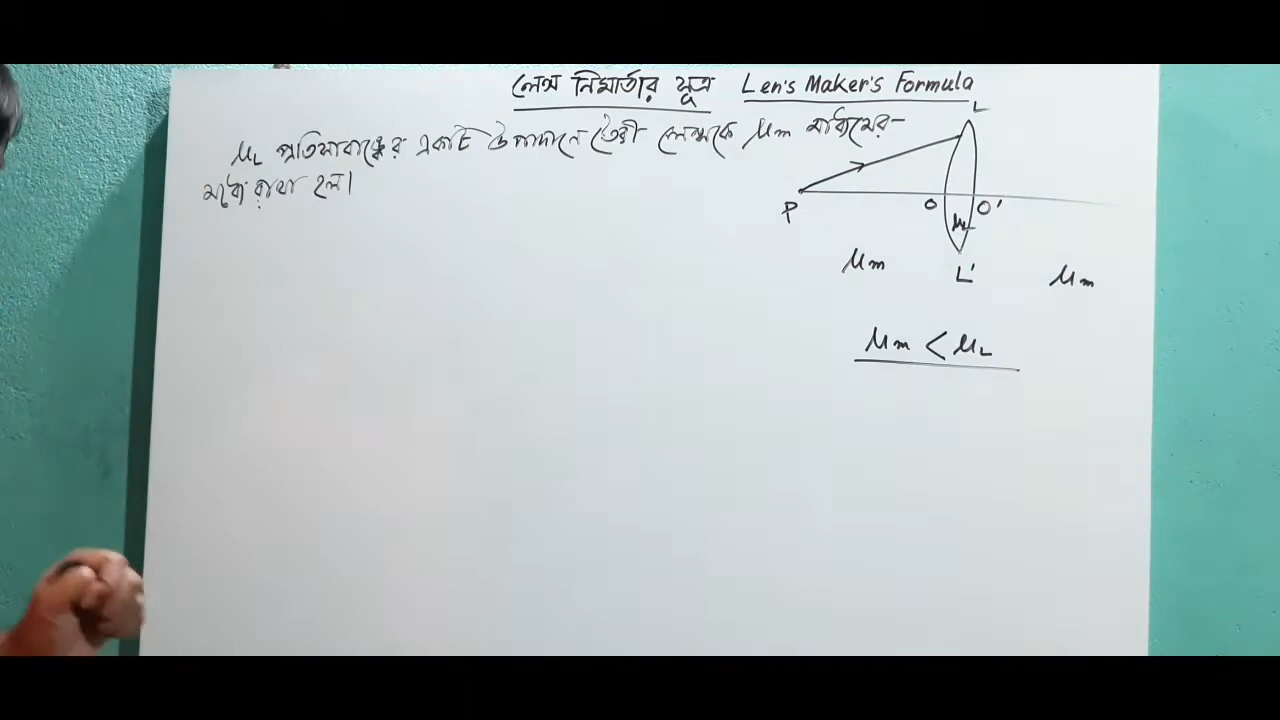 লেন্স নির্মাতার সূত্র Len's Maker's Formula
μL প্রতিসরাঙ্কের একটি উপাদানে তৈরী লেন্সকে μm মাধ্যমের-
মধ্যে রাখা হল।
L
P
O
O'
μL
μm
L'
μm
μm < μL